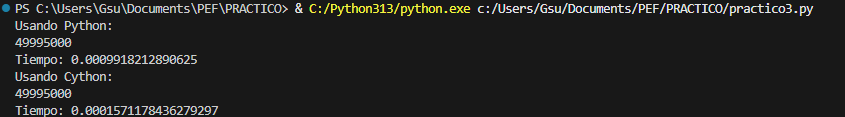 PS C:\Users\Gsu\Documents\PEF\PRACTICO> & C:/Python313/python.exe c:/Users/Gsu/Documents/PEF/PRACTICO/practico3.py
Usando Python:
49995000
Tiempo: 0.0009918212890625
Usando Cython:
49995000
Tiempo: 0.0001571178436279297